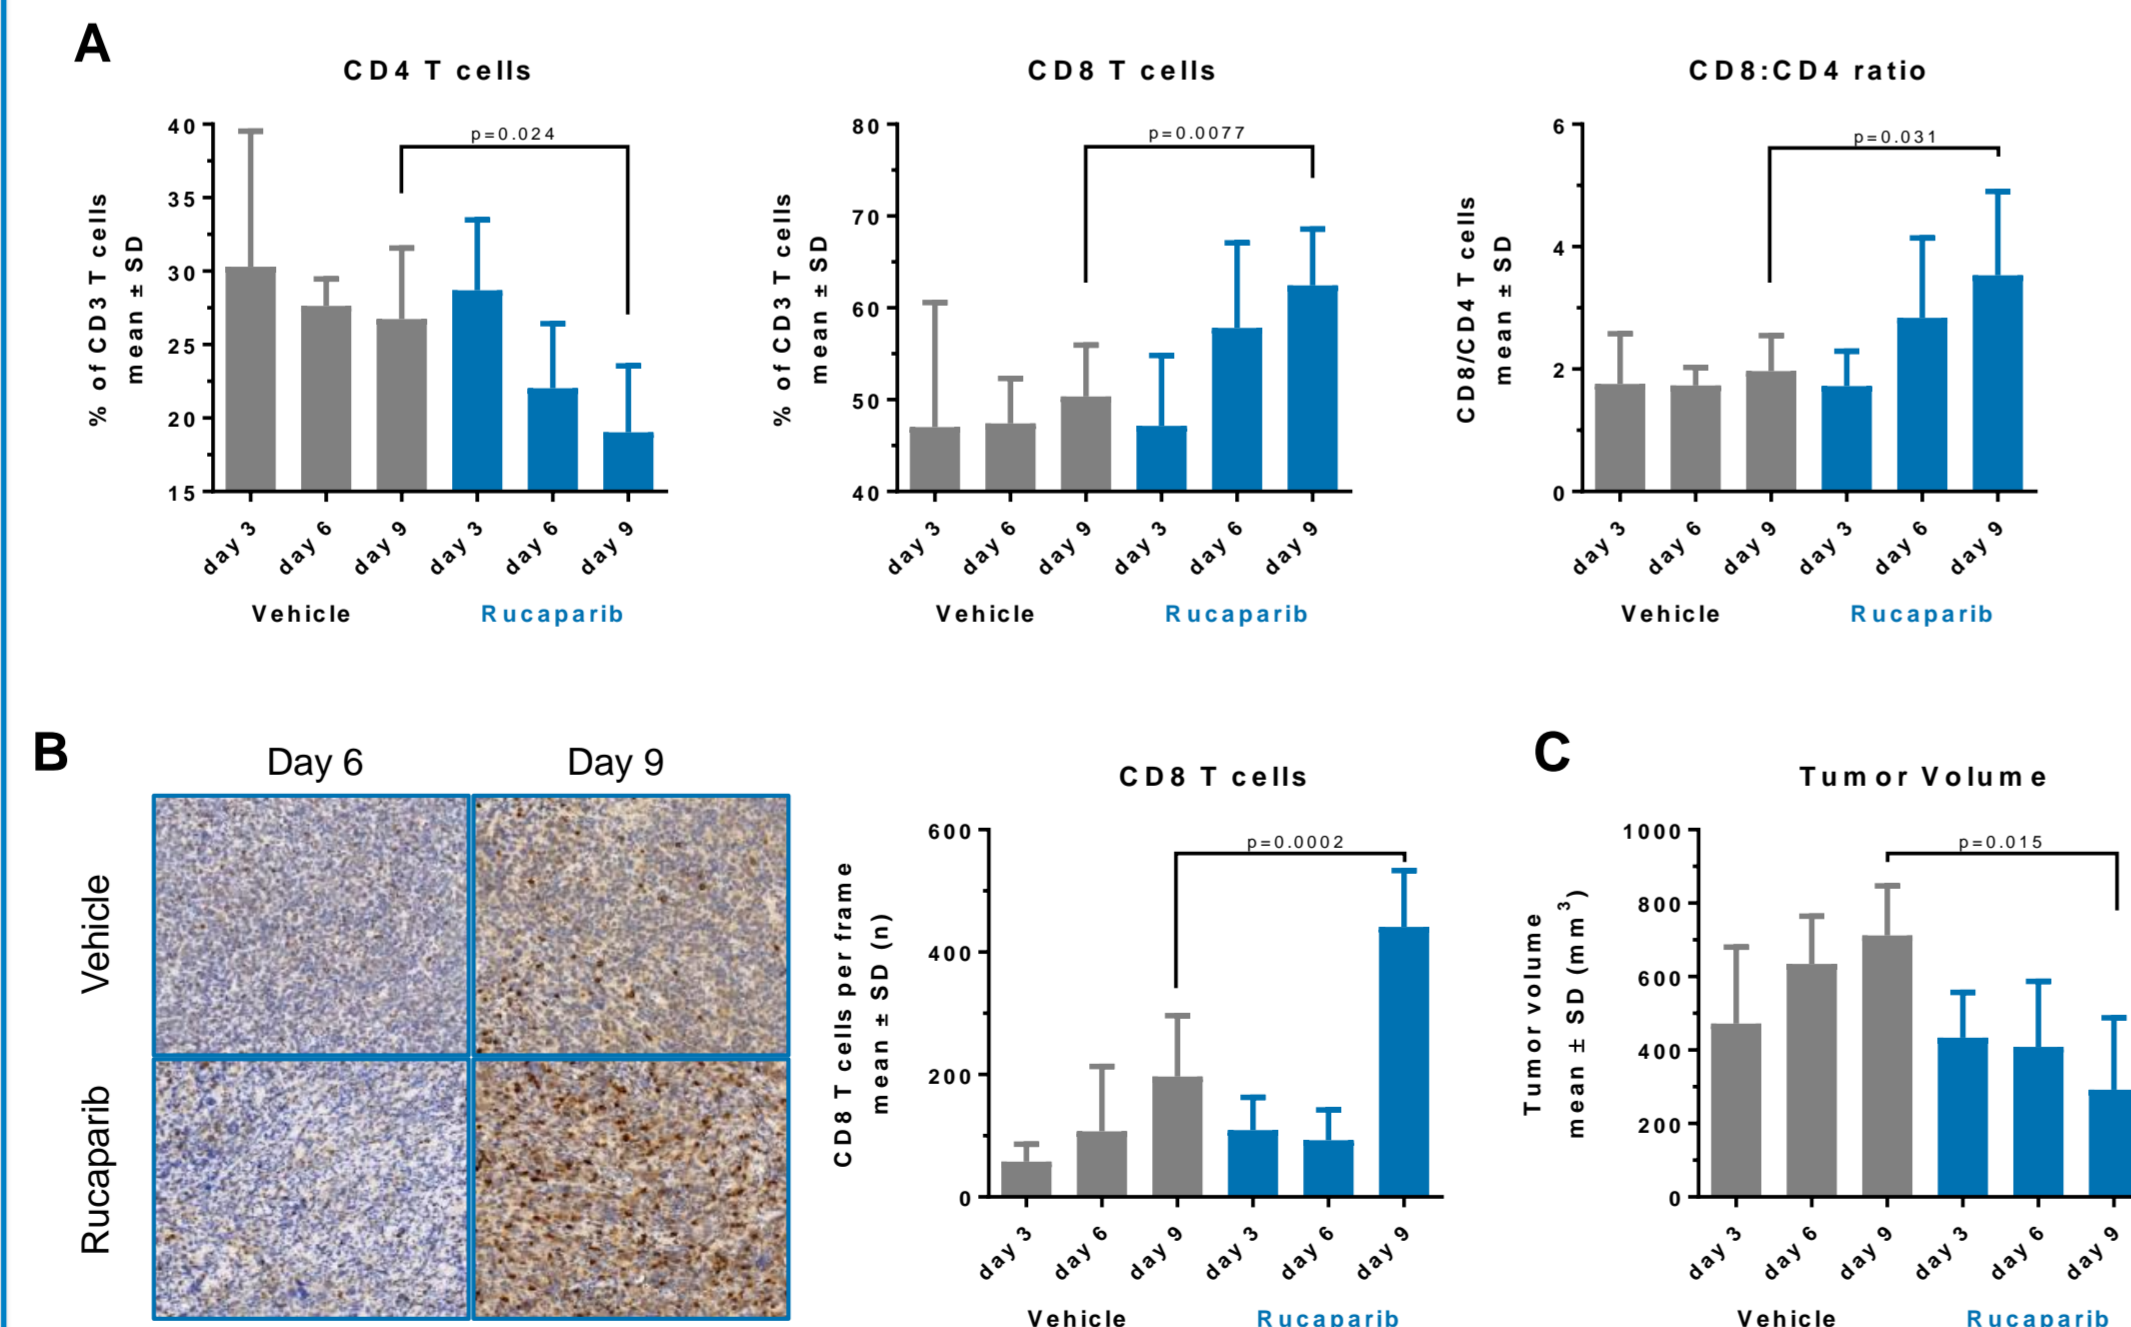 A
CD4 T cells
CD8 T cells
CD8:CD4 ratio
% of CD3 T cells
mean ± SD
40
35
30
25
20
15
p=0.024
day 3
day 6
day 9
day 3
day 6
day 9
Vehicle
Rucaparib
% of CD3 T cells
mean ± SD
80
70
60
50
40
p=0.0077
day 3
day 6
day 9
day 3
day 6
day 9
Vehicle
Rucaparib
CD8/CD4 T cells
mean ± SD
6
4
2
0
p=0.031
day 3
day 6
day 9
day 3
day 6
day 9
Vehicle
Rucaparib
B
Day 6
Day 9
Vehicle
Rucaparib
CD8 T cells
CD8 T cells per frame
mean ± SD (n)
600
400
200
0
p=0.0002
day 3
day 6
day 9
day 3
day 6
day 9
Vehicle
Rucaparib
C
Tumor Volume
Tumor volume
mean ± SD (mm³)
1000
800
600
400
200
0
p=0.015
day 3
day 6
day 9
day 3
day 6
day 9
Vehicle
Rucaparib